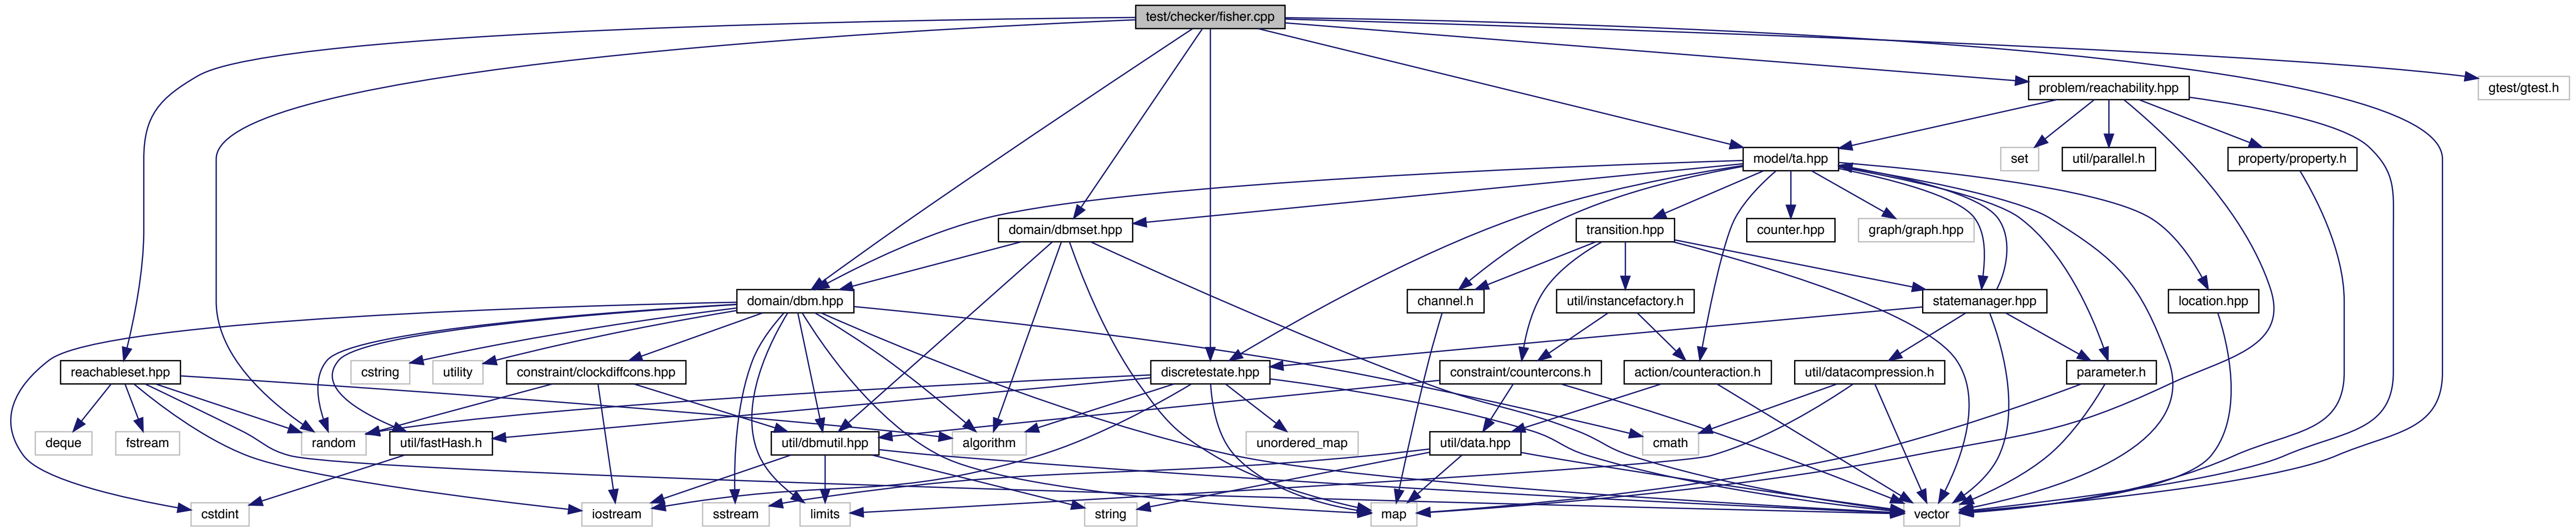 test/checker/fisher.cpp
problem/reachability.hpp
gtest/gtest.h
model/ta.hpp
set
util/parallel.h
property/property.h
domain/dbmset.hpp
transition.hpp
counter.hpp
graph/graph.hpp
domain/dbm.hpp
channel.h
util/instancefactory.h
statemanager.hpp
location.hpp
reachableset.hpp
cstring
utility
constraint/clockdiffcons.hpp
discretestate.hpp
constraint/countercons.h
action/counteraction.h
util/datacompression.h
parameter.h
deque
fstream
random
util/fastHash.h
util/dbmutil.hpp
algorithm
unordered_map
util/data.hpp
cmath
cstdint
iostream
sstream
limits
string
map
vector